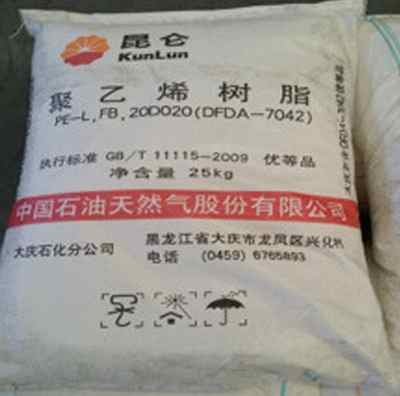 昆仑
KunLun
聚乙烯树脂
PE-L,FB,20D020(DFDA-7042)
执行标准 GB/T 11115-2009 优等品
净含量 25kg
中国石油天然气股份有限公司
大庆石化分公司
黑龙江省大庆市龙凤区兴化村
电话 (0459) 6765893